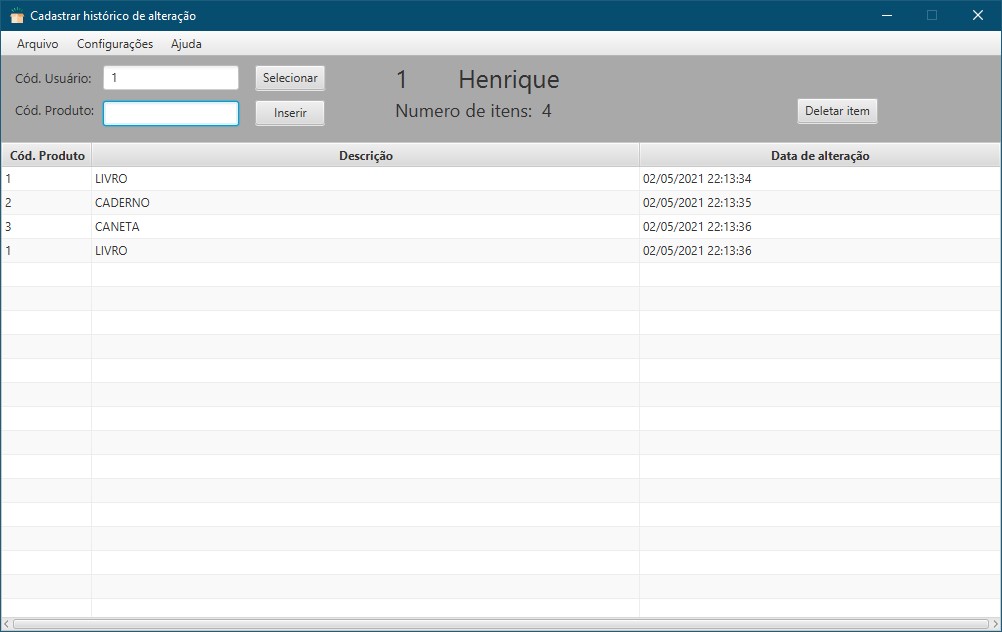 Cadastrar histórico de alteração
Arquivo Configurações Ajuda
Cód. Usuário: 1 Selecionar 1 Henrique
Cód. Produto: Inserir Numero de itens: 4 Deletar item
Cód. Produto Descrição Data de alteração
1 LIVRO 02/05/2021 22:13:34
2 CADERNO 02/05/2021 22:13:35
3 CANETA 02/05/2021 22:13:36
1 LIVRO 02/05/2021 22:13:36